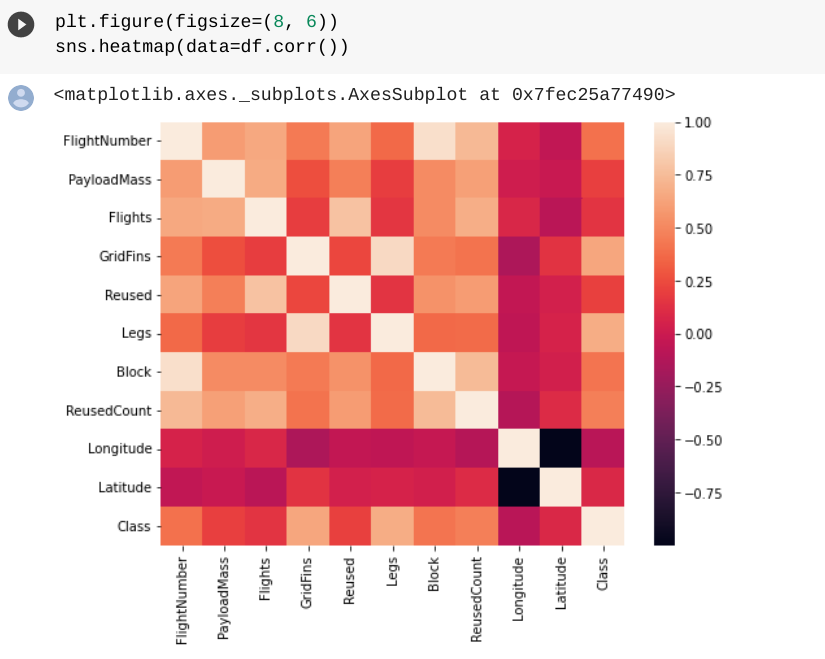 plt.figure(figsize=(8, 6))
sns.heatmap(data=df.corr())
<matplotlib.axes._subplots.AxesSubplot at 0x7fec25a77490>
FlightNumber
PayloadMass
Flights
GridFins
Reused
Legs
Block
ReusedCount
Longitude
Latitude
Class
FlightNumber
PayloadMass
Flights
GridFins
Reused
Legs
Block
ReusedCount
Longitude
Latitude
Class
1.00
0.75
0.50
0.25
0.00
−0.25
−0.50
−0.75